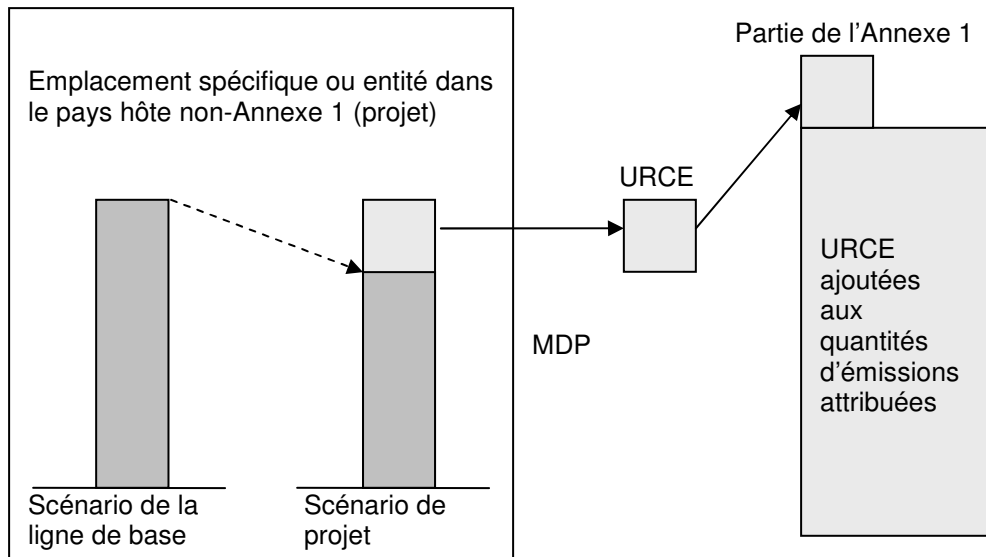 Partie de l'Annexe 1
Emplacement spécifique ou entité dans
le pays hôte non-Annexe 1 (projet)
URCE
URCE
ajoutées
aux
quantités
d'émissions
attribuées
MDP
Scénario de la
ligne de base
Scénario de
projet